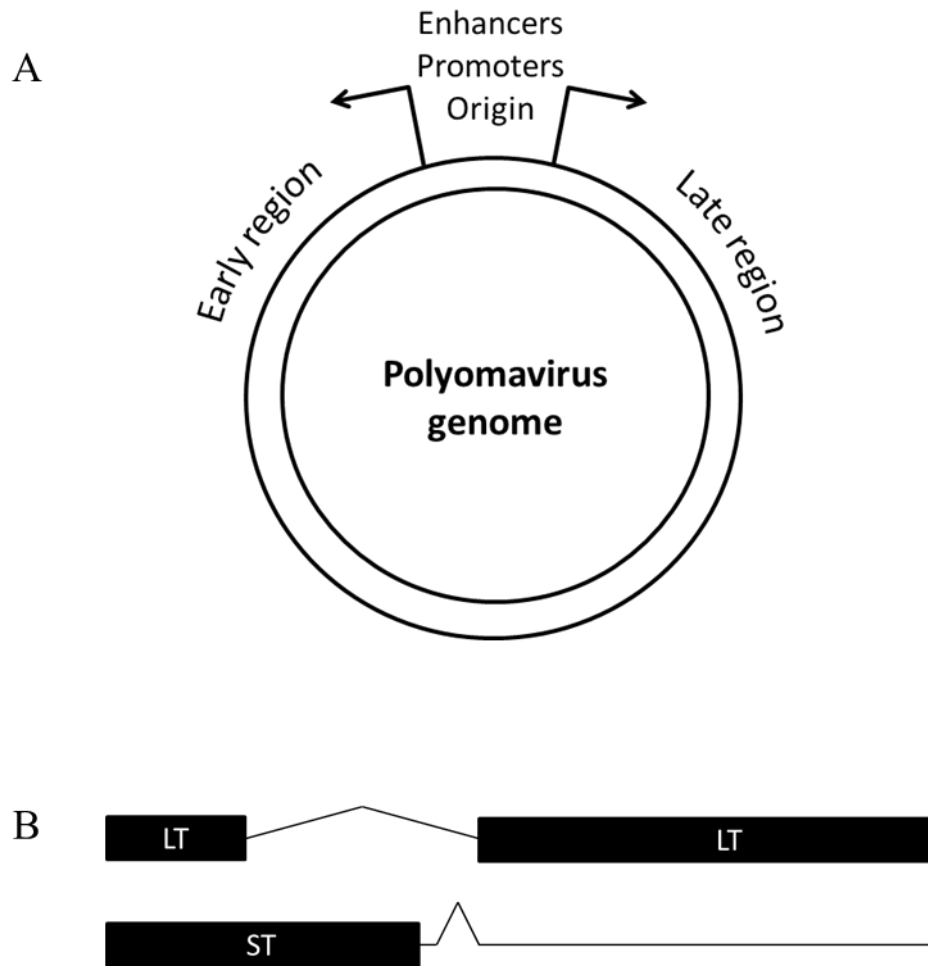 A
Enhancers
Promoters
Origin
Early region
Late region
Polyomavirus
genome
B
LT
LT
ST